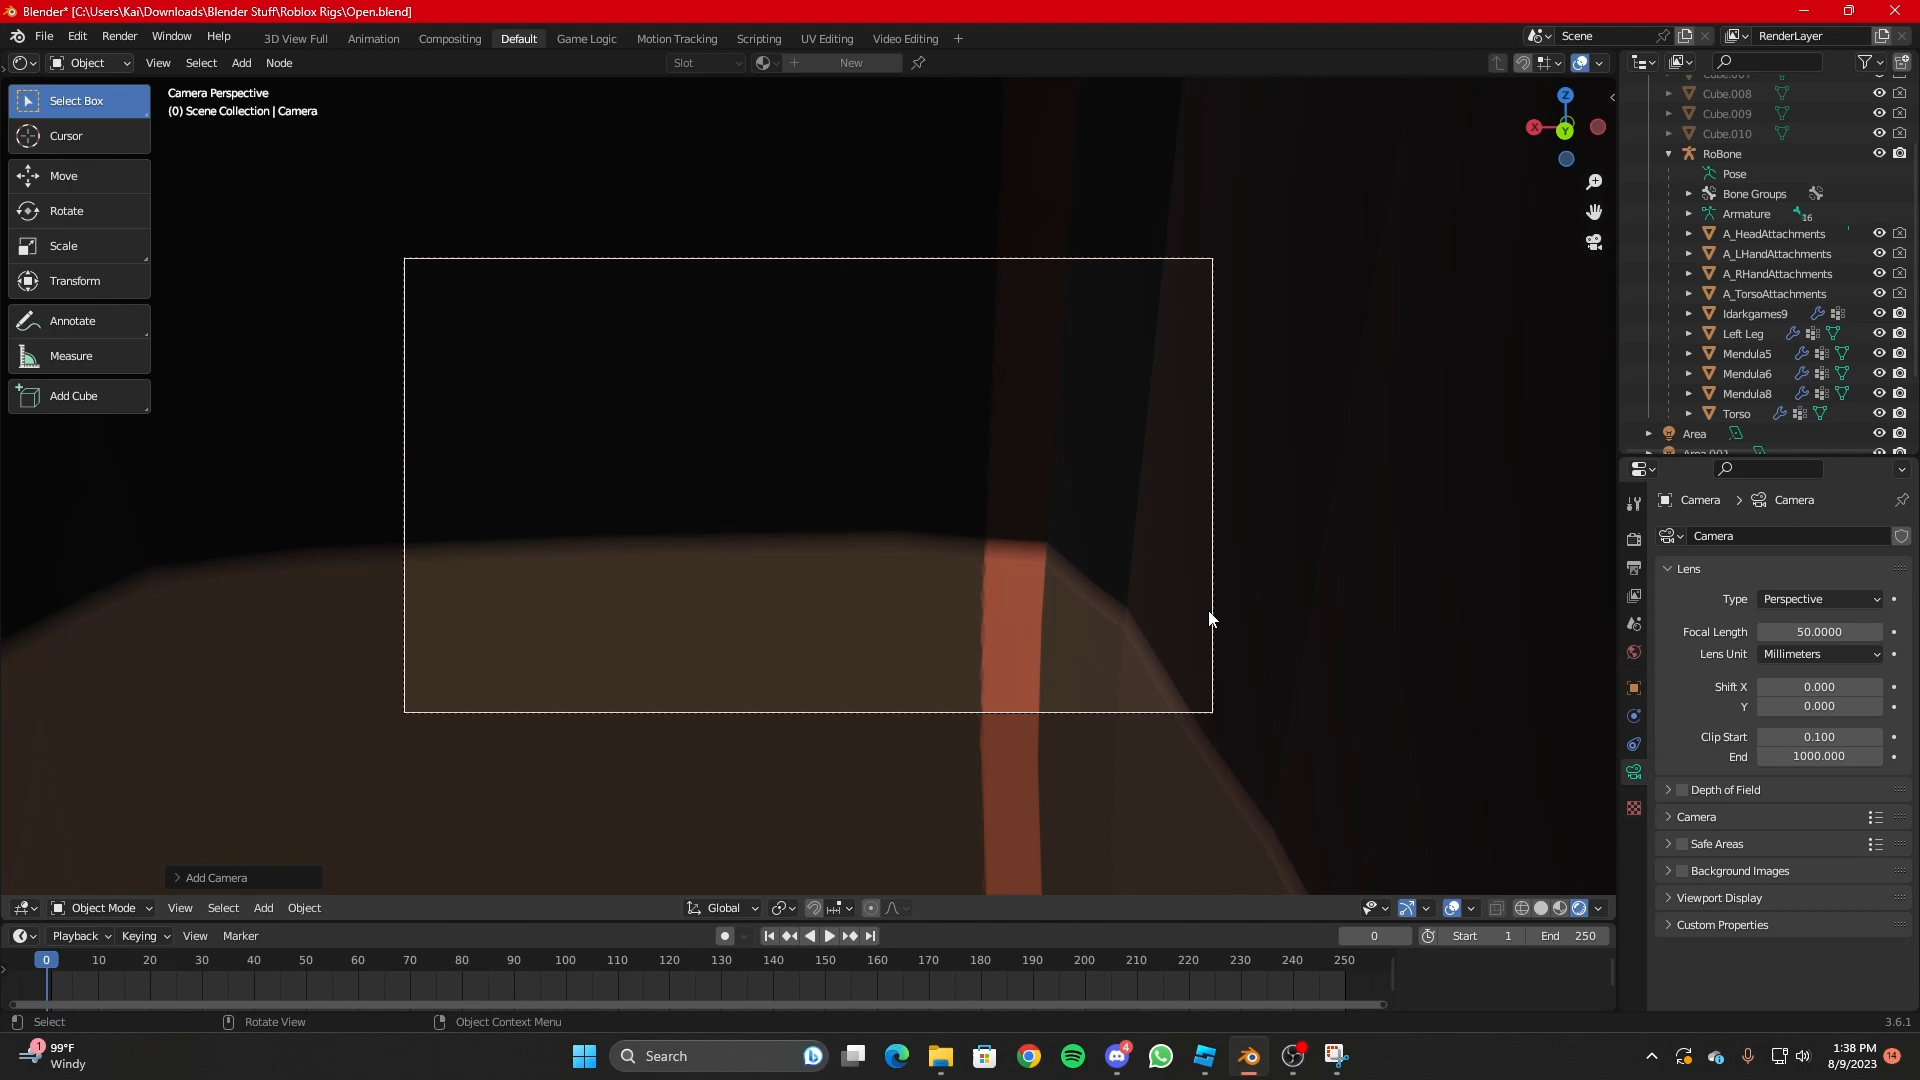 Blender* [C:\Users\Kai\Downloads\Blender Stuff\Roblox Rigs\Open.blend]
File Edit Render Window Help
3D View Full Animation Compositing Default Game Logic Motion Tracking Scripting UV Editing Video Editing +
Scene
RenderLayer
Object View Select Add Node
Slot
New
Select Box
Cursor
Move
Rotate
Scale
Transform
Annotate
Measure
Add Cube
Camera Perspective
(0) Scene Collection | Camera
Z
X
Y
Cube.007
Cube.008
Cube.009
Cube.010
RoBone
Pose
Bone Groups
Armature 16
A_HeadAttachments
A_LHandAttachments
A_RHandAttachments
A_TorsoAttachments
Idarkgames9
Left Leg
Mendula5
Mendula6
Mendula8
Torso
Area
Area.001
Camera > Camera
Camera
Lens
Type Perspective
Focal Length 50.0000
Lens Unit Millimeters
Shift X 0.000
Y 0.000
Clip Start 0.100
End 1000.000
Depth of Field
Camera
Safe Areas
Background Images
Viewport Display
Custom Properties
> Add Camera
Object Mode View Select Add Object
Global
Playback Keying View Marker
0
Start 1
End 250
0 10 20 30 40 50 60 70 80 90 100 110 120 130 140 150 160 170 180 190 200 210 220 230 240 250
Select
Rotate View
Object Context Menu
3.6.1
1
99°F
Windy
Search
4
1:38 PM
8/9/2023
14